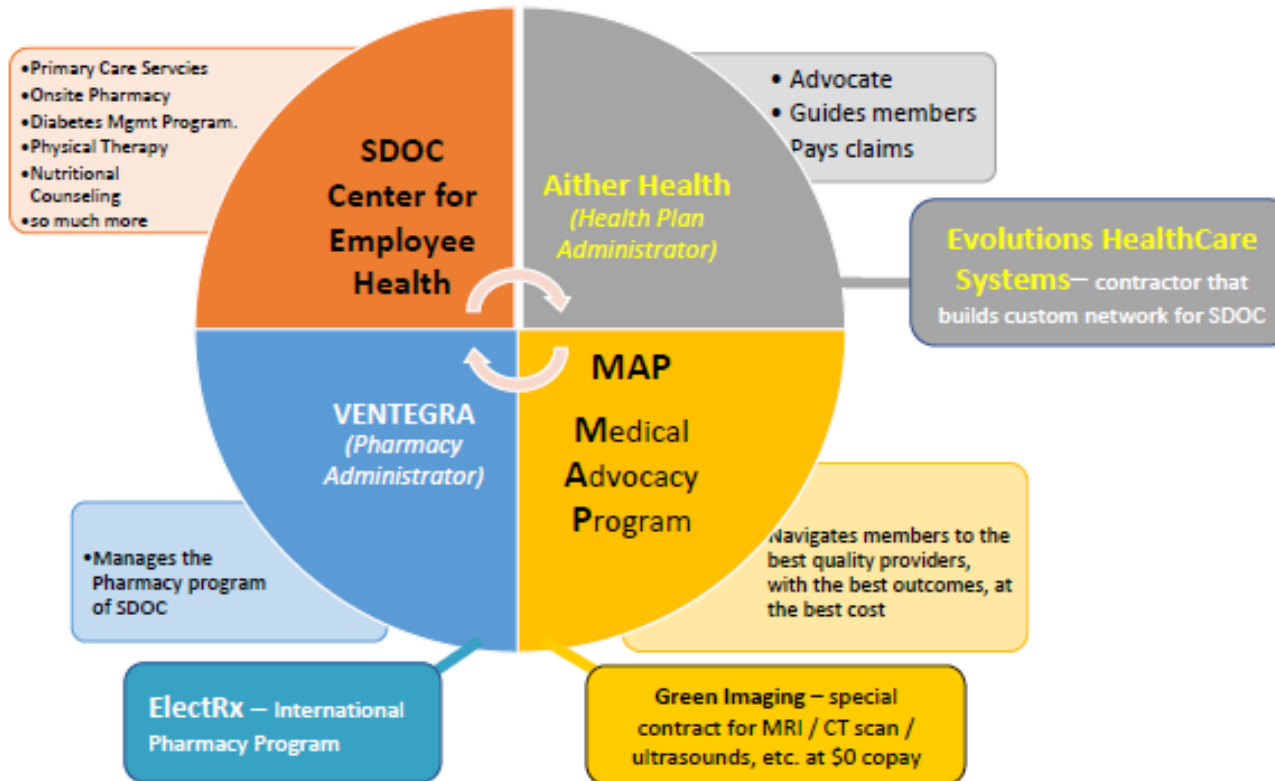 •Primary Care Servcies
•Onsite Pharmacy
•Diabetes Mgmt Program.
•Physical Therapy
•Nutritional
Counseling
•so much more
SDOC
Center for
Employee
Health
Aither Health
(Health Plan
Administrator)
• Advocate
• Guides members
Pays claims
Evolutions HealthCare
Systems— contractor that
builds custom network for SDOC
VENTEGRA
(Pharmacy
Administrator)
MAP
Medical
Advocacy
Program
•Manages the
Pharmacy program
of SDOC
Navigates members to the
best quality providers,
with the best outcomes, at
the best cost
ElectRx – International
Pharmacy Program
Green Imaging – special
contract for MRI / CT scan /
ultrasounds, etc. at $0 copay